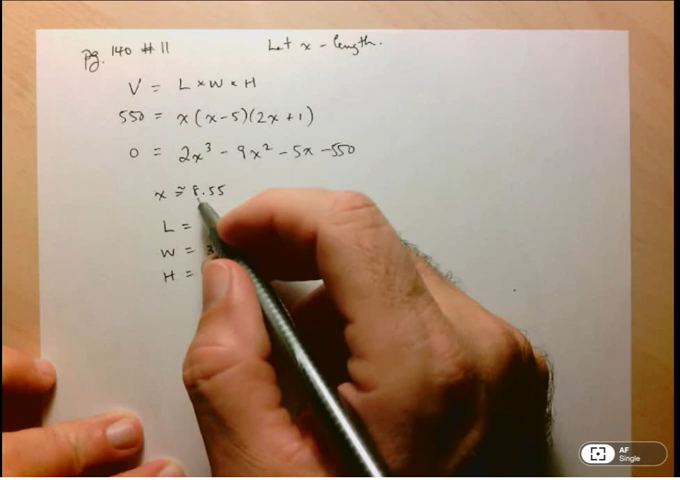 pg. 140 #11
Let x - length.
V = L × W × H
550 = x(x-5)(2x+1)
0 = 2x³ - 9x² - 5x - 550
x ≈ 8.55
L =
W = 3
H =
AF
Single